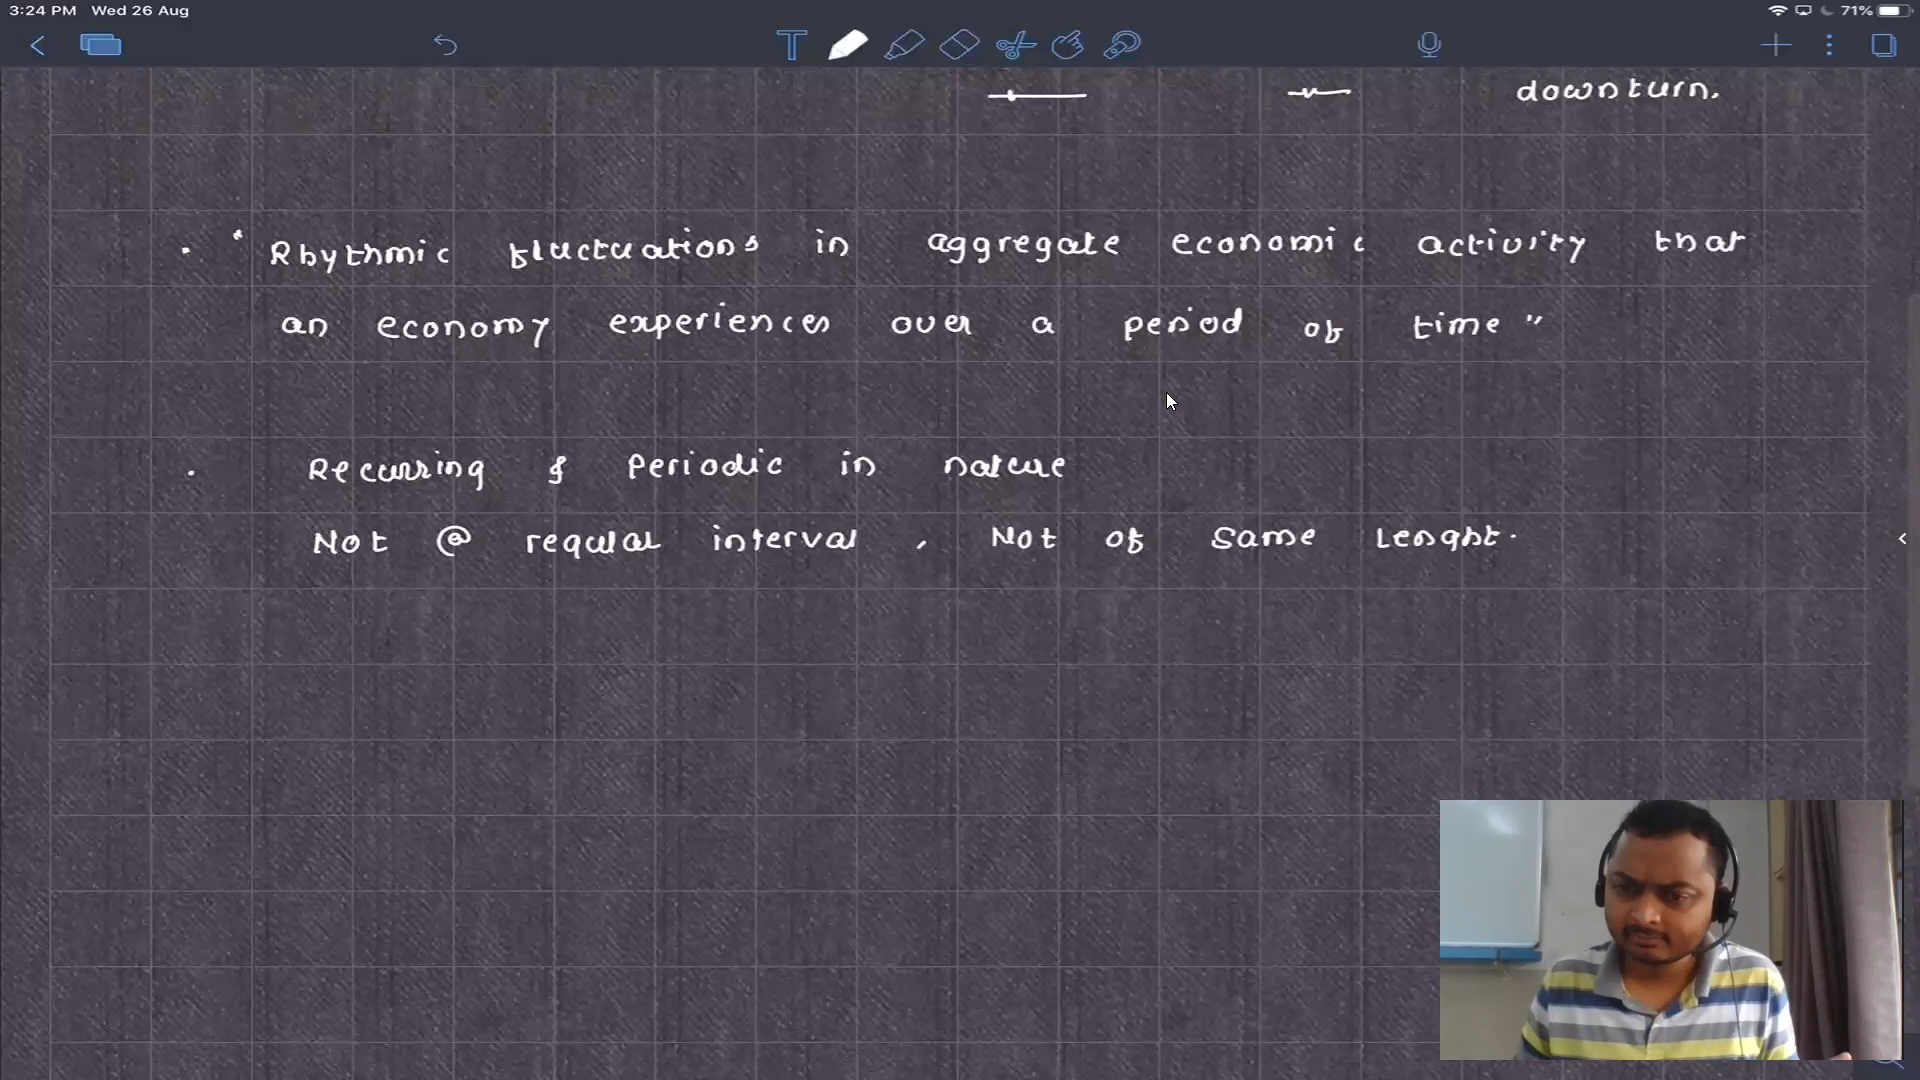 3:24 PM Wed 26 Aug
71%
downturn.
• " Rhythmic fluctuations in aggregate economic activity that
an economy experiences over a period of time "
• Recurring & Periodic in nature
Not @ regular interval , Not of same Lenght.